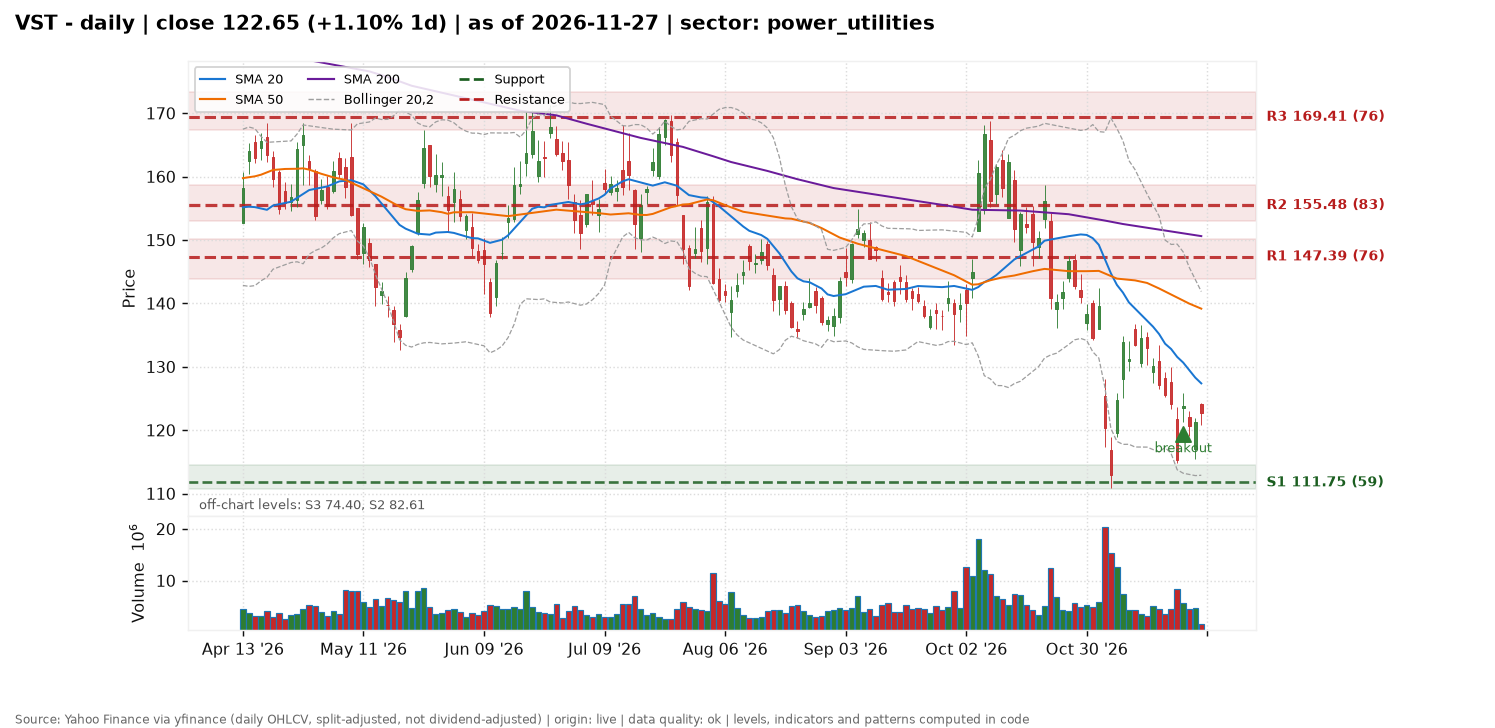 VST - daily | close 122.65 (+1.10% 1d) | as of 2026-11-27 | sector: power_utilities
SMA 20
SMA 50
SMA 200
Bollinger 20,2
Support
Resistance
Price
170
160
150
140
130
120
110
R3 169.41 (76)
R2 155.48 (83)
R1 147.39 (76)
S1 111.75 (59)
breakout
off-chart levels: S3 74.40, S2 82.61
Volume 10^6
20
10
Apr 13 '26
May 11 '26
Jun 09 '26
Jul 09 '26
Aug 06 '26
Sep 03 '26
Oct 02 '26
Oct 30 '26
Source: Yahoo Finance via yfinance (daily OHLCV, split-adjusted, not dividend-adjusted) | origin: live | data quality: ok | levels, indicators and patterns computed in code